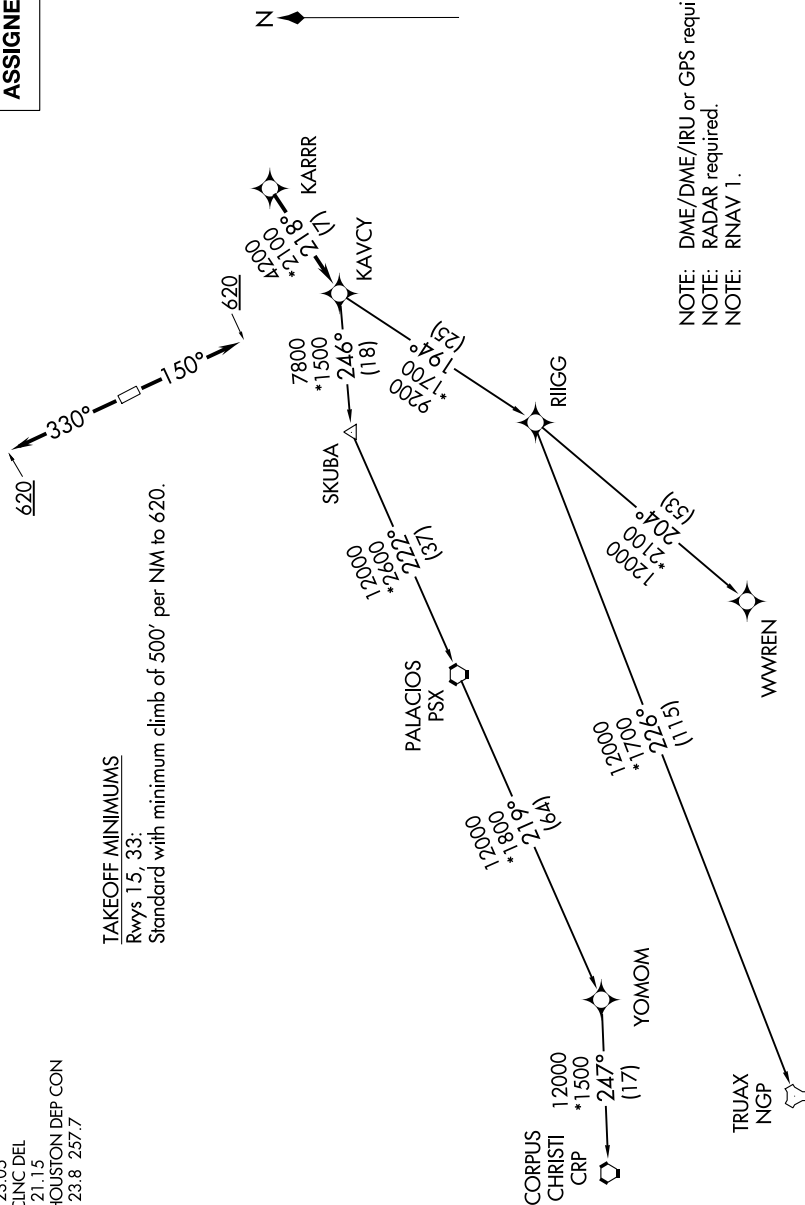 ASSIGNE
N
KARRR
4200
*2100
218°
(7)
KAVCY
620
150°
330°
620
7800
*1500
246°
(18)
9200
*1700
194°
(25)
SKUBA
RIIGG
12000
*2600
222°
(37)
12000
*2100
204°
(53)
WWREN
PALACIOS
PSX
12000
*1800
219°
(64)
12000
*1700
226°
(115)
YOMOM
12000
*1500
247°
(17)
CORPUS
CHRISTI
CRP
TRUAX
NGP
TAKEOFF MINIMUMS
Rwys 15, 33:
Standard with minimum climb of 500' per NM to 620.
NOTE: DME/DME/IRU or GPS requi
NOTE: RADAR required.
NOTE: RNAV 1.
CLNC DEL
21.15
HOUSTON DEP CON
23.8 257.7